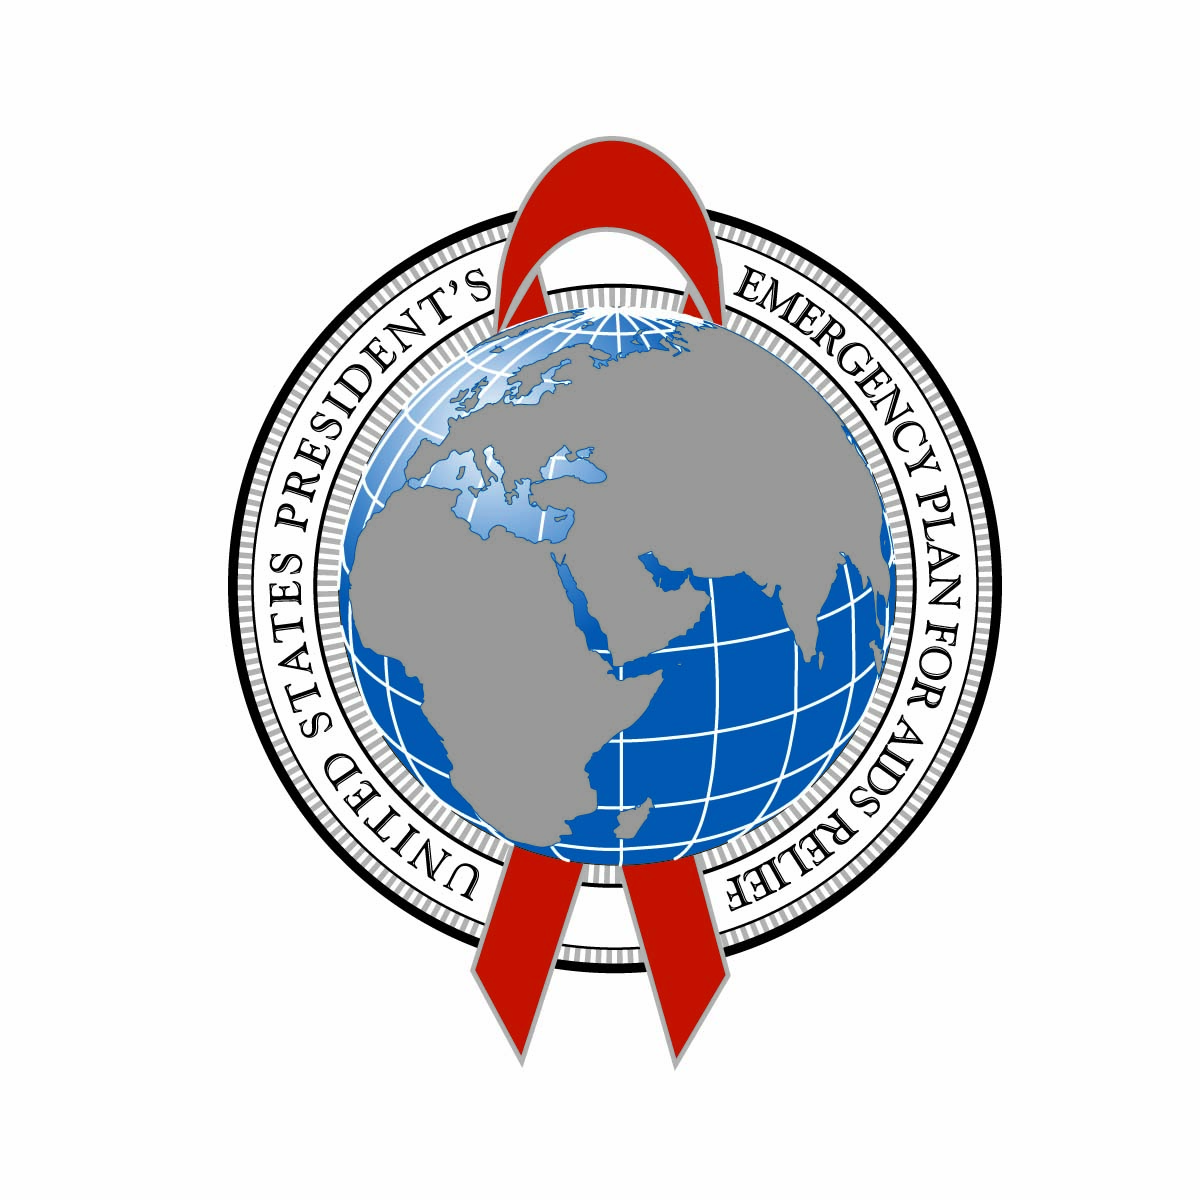 UNITED STATES PRESIDENT'S
EMERGENCY PLAN FOR AIDS RELIEF